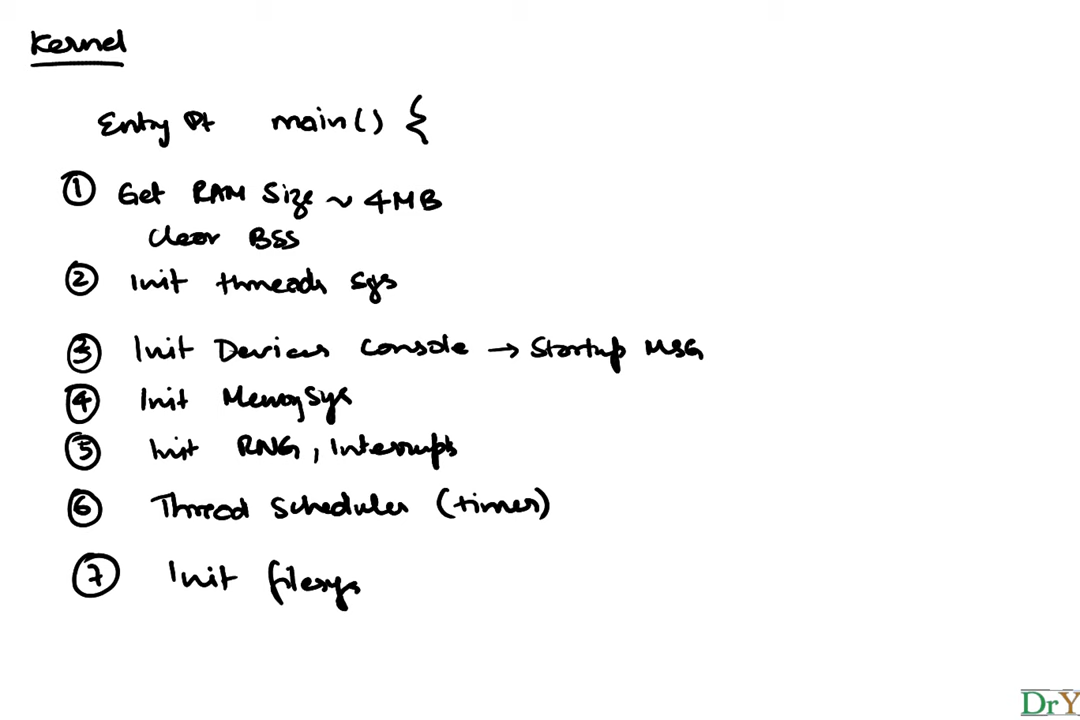 Kernel
Entry Pt main() {
① Get RAM Size ~ 4MB
Clear BSS
② Init threads sys
③ Init Devices Console → Startup MSG
④ Init MemorySys
⑤ Init RNG, Interrupts
⑥ Thread Scheduler (timer)
⑦ Init filesys
DrY